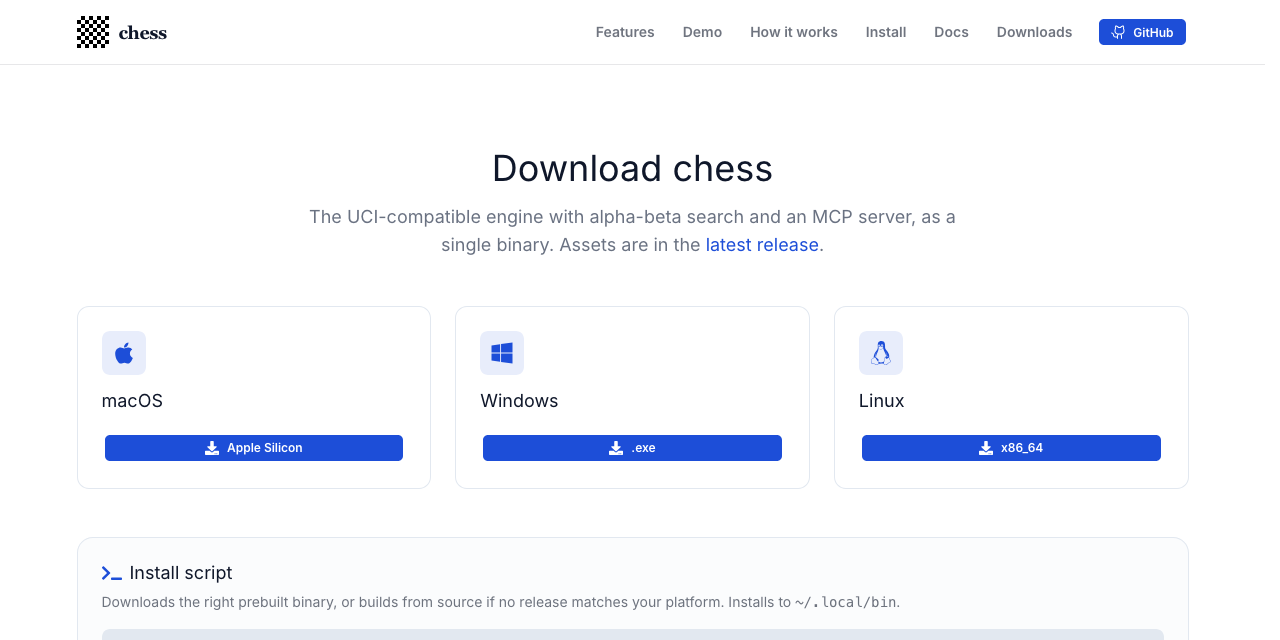 chess
Features
Demo
How it works
Install
Docs
Downloads
GitHub
Download chess
The UCI-compatible engine with alpha-beta search and an MCP server, as a
single binary. Assets are in the latest release.
macOS
Apple Silicon
Windows
.exe
Linux
x86_64
Install script
Downloads the right prebuilt binary, or builds from source if no release matches your platform. Installs to ~/.local/bin.